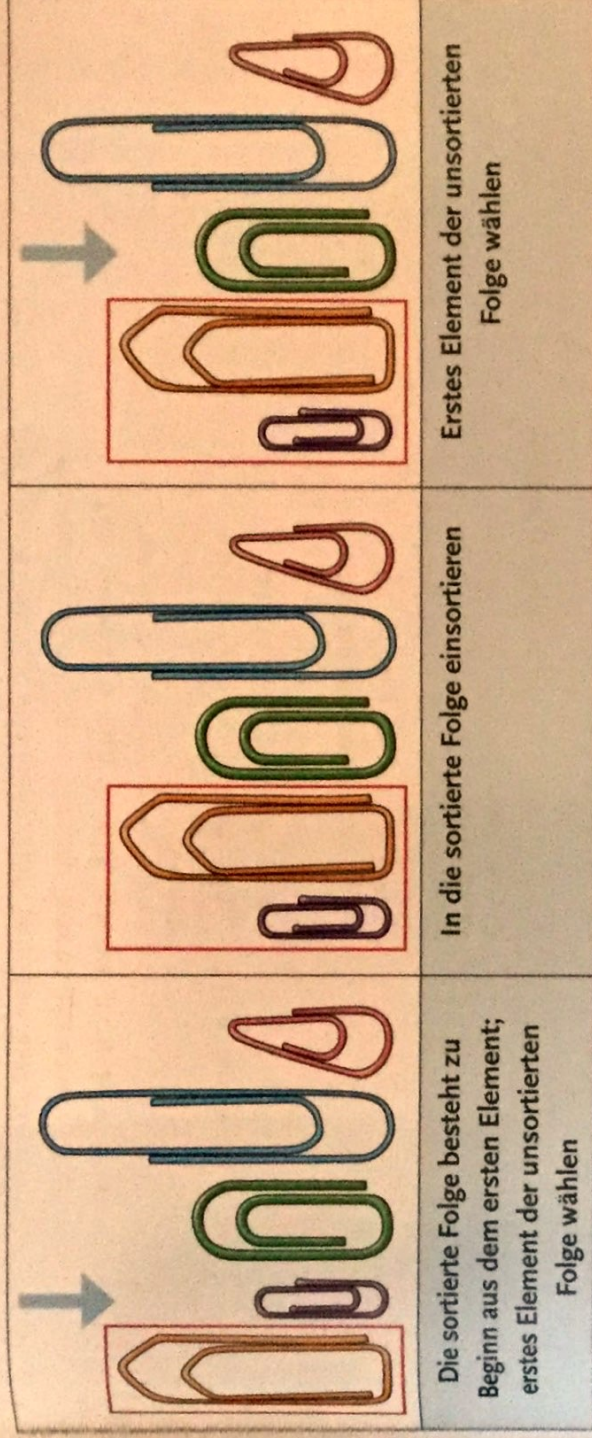 Die sortierte Folge besteht zu
Beginn aus dem ersten Element;
erstes Element der unsortierten
Folge wählen
In die sortierte Folge einsortieren
Erstes Element der unsortierten
Folge wählen